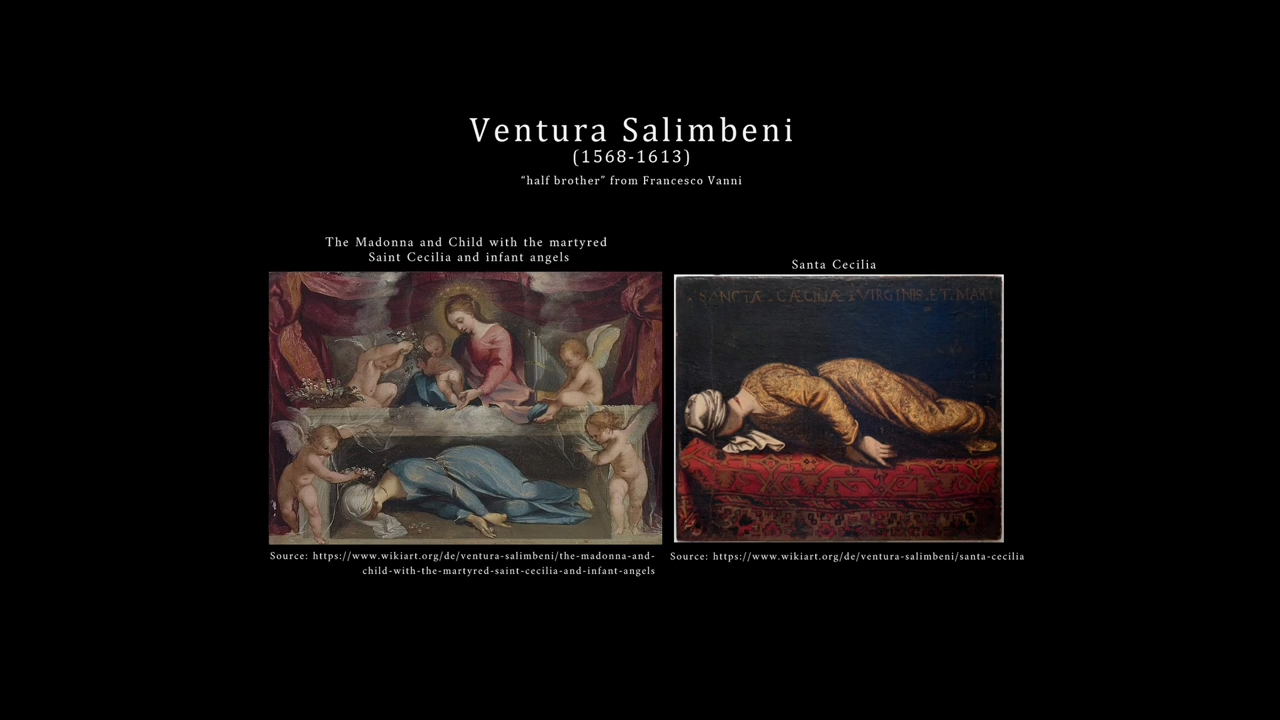 Ventura Salimbeni
(1568-1613)
“half brother” from Francesco Vanni
The Madonna and Child with the martyred
Saint Cecilia and infant angels
Santa Cecilia
SANCTÆ CÆCILIÆ VIRGINIS ET MAR
Source: https://www.wikiart.org/de/ventura-salimbeni/the-madonna-and-
child-with-the-martyred-saint-cecilia-and-infant-angels
Source: https://www.wikiart.org/de/ventura-salimbeni/santa-cecilia